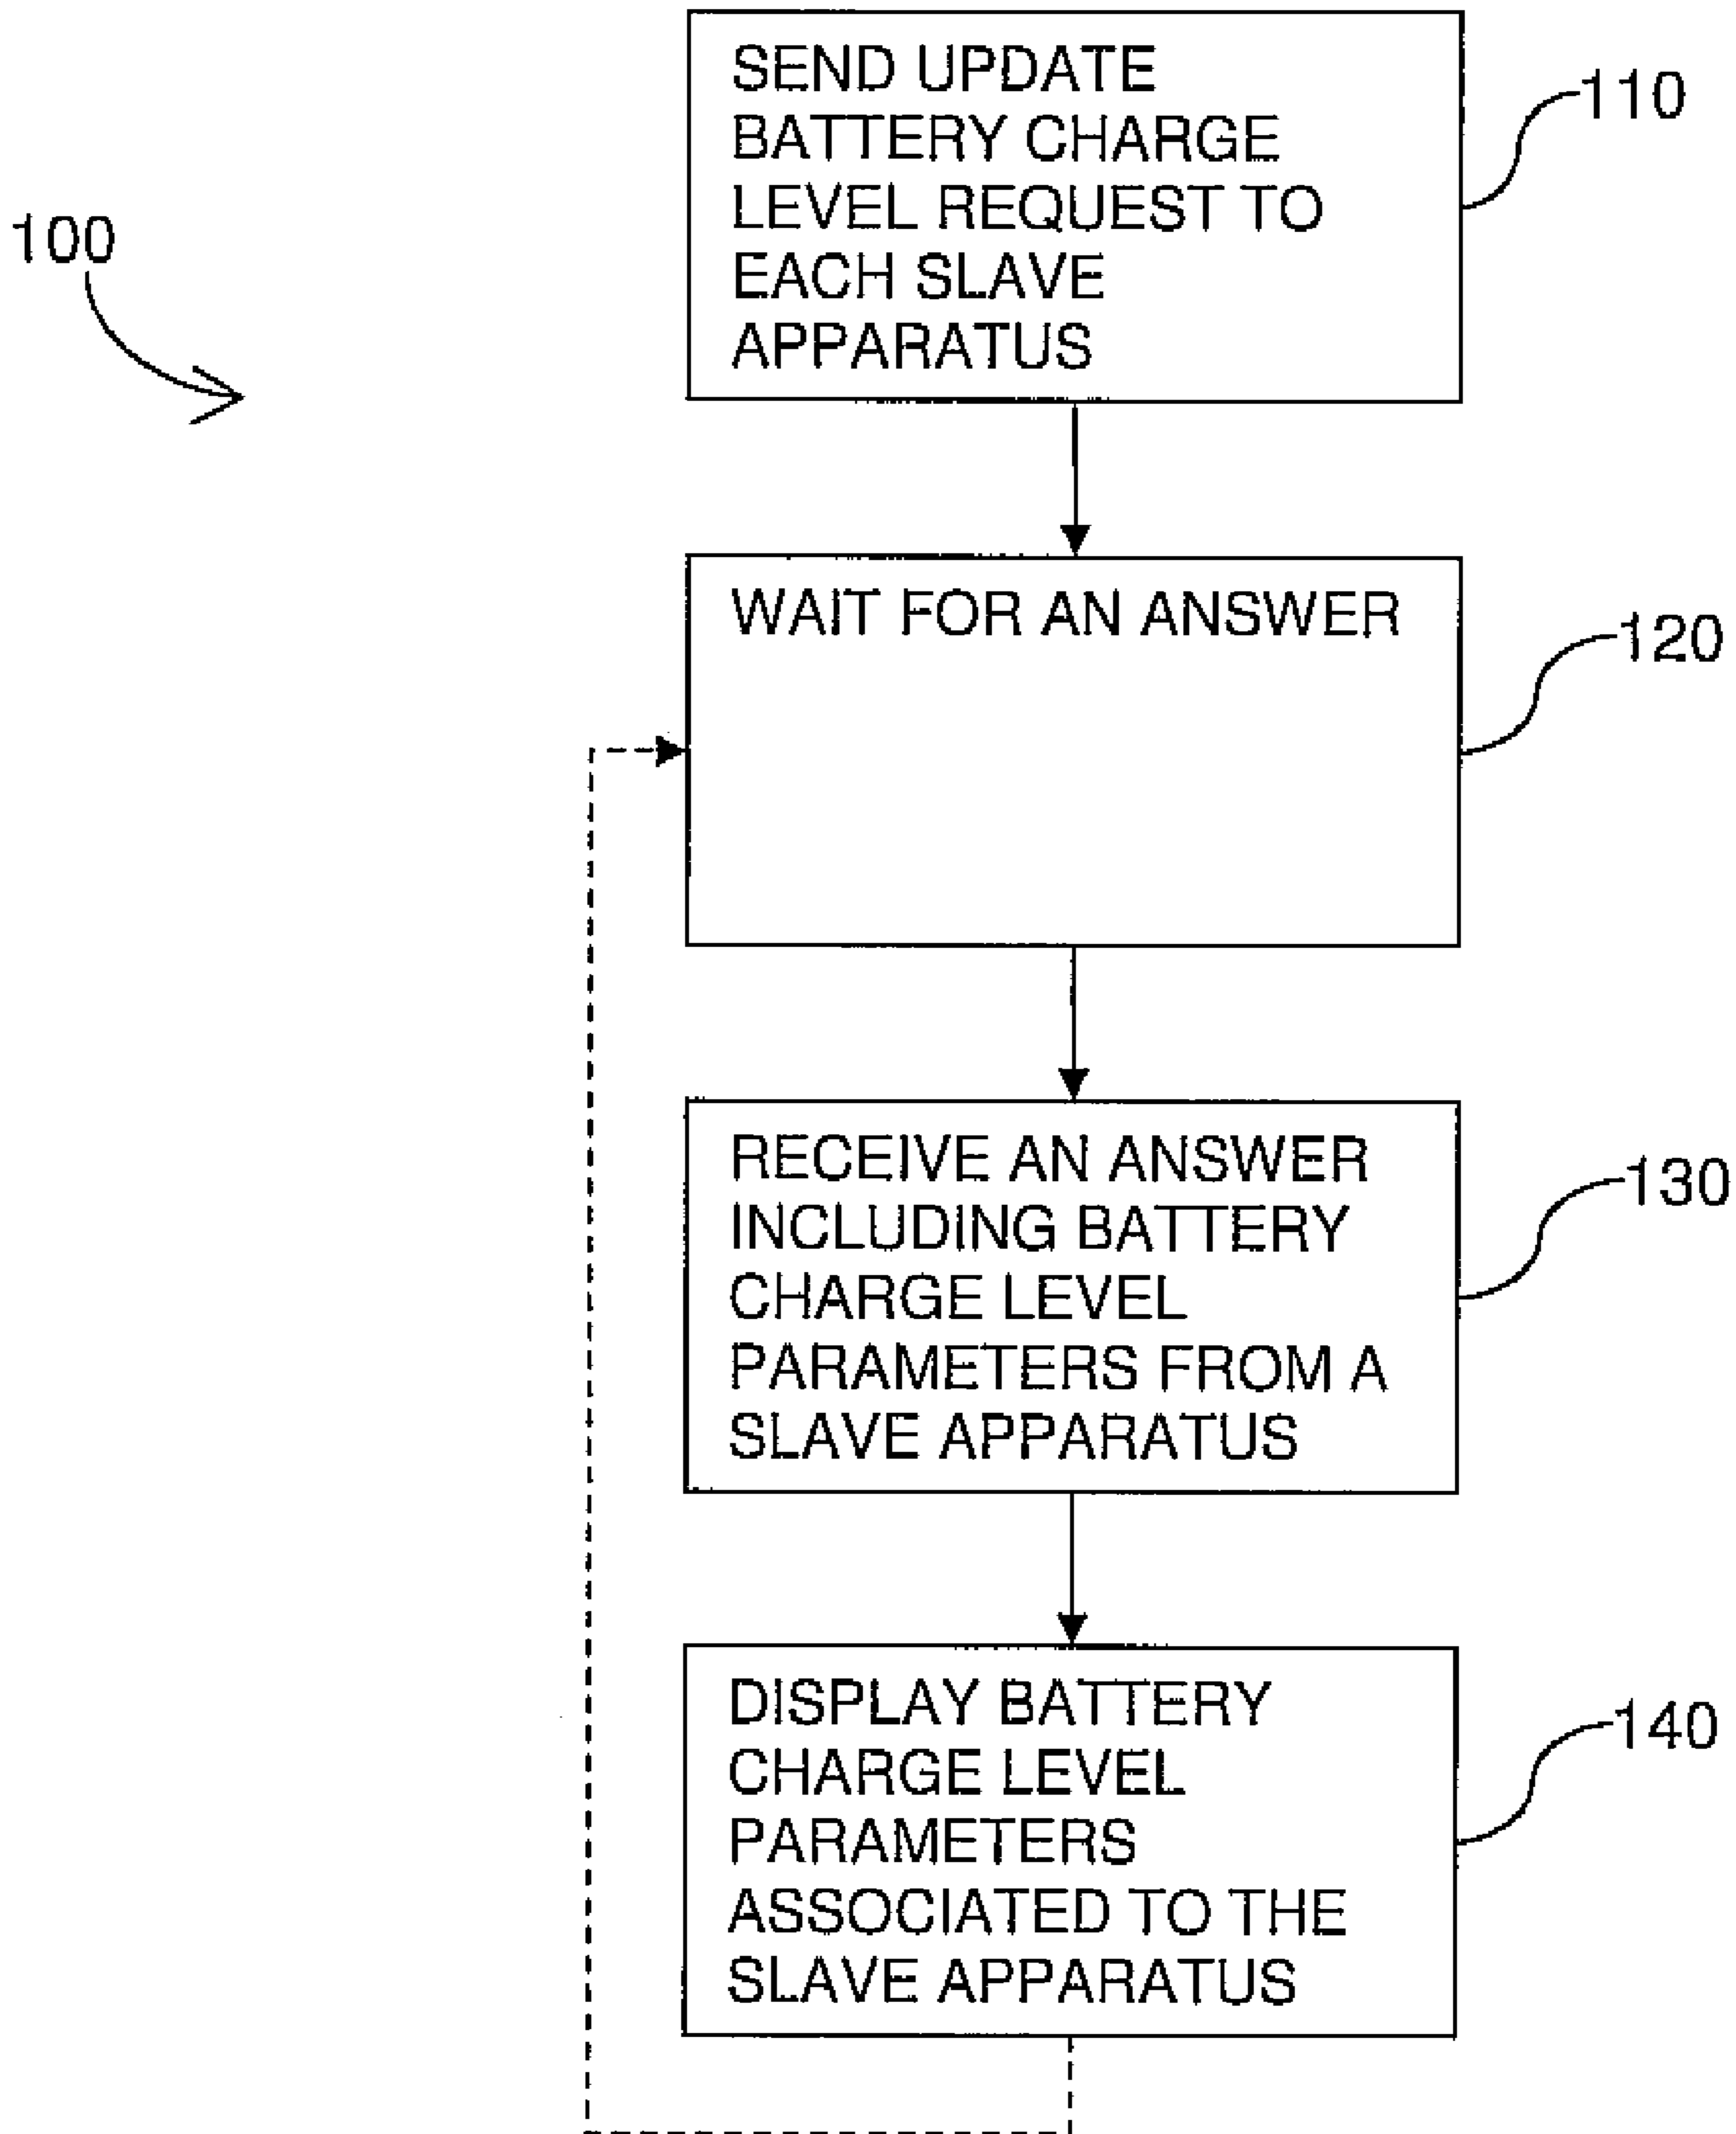 SEND UPDATE
BATTERY CHARGE
LEVEL REQUEST TO
EACH SLAVE
APPARATUS
110
100
WAIT FOR AN ANSWER
120
RECEIVE AN ANSWER
INCLUDING BATTERY
CHARGE LEVEL
PARAMETERS FROM A
SLAVE APPARATUS
130
DISPLAY BATTERY
CHARGE LEVEL
PARAMETERS
ASSOCIATED TO THE
SLAVE APPARATUS
140